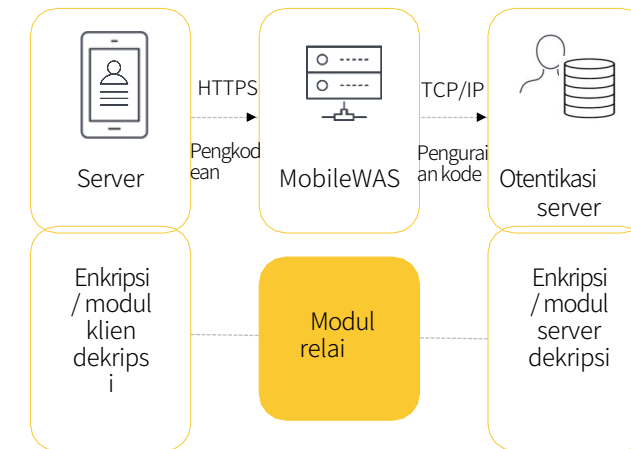 HTTPS
Pengkod
ean
TCP/IP
Pengurai
an kode
Server
MobileWAS
Otentikasi
server
Enkripsi
/ modul
klien
dekrips
i
Modul
relai
Enkripsi
/ modul
server
dekripsi